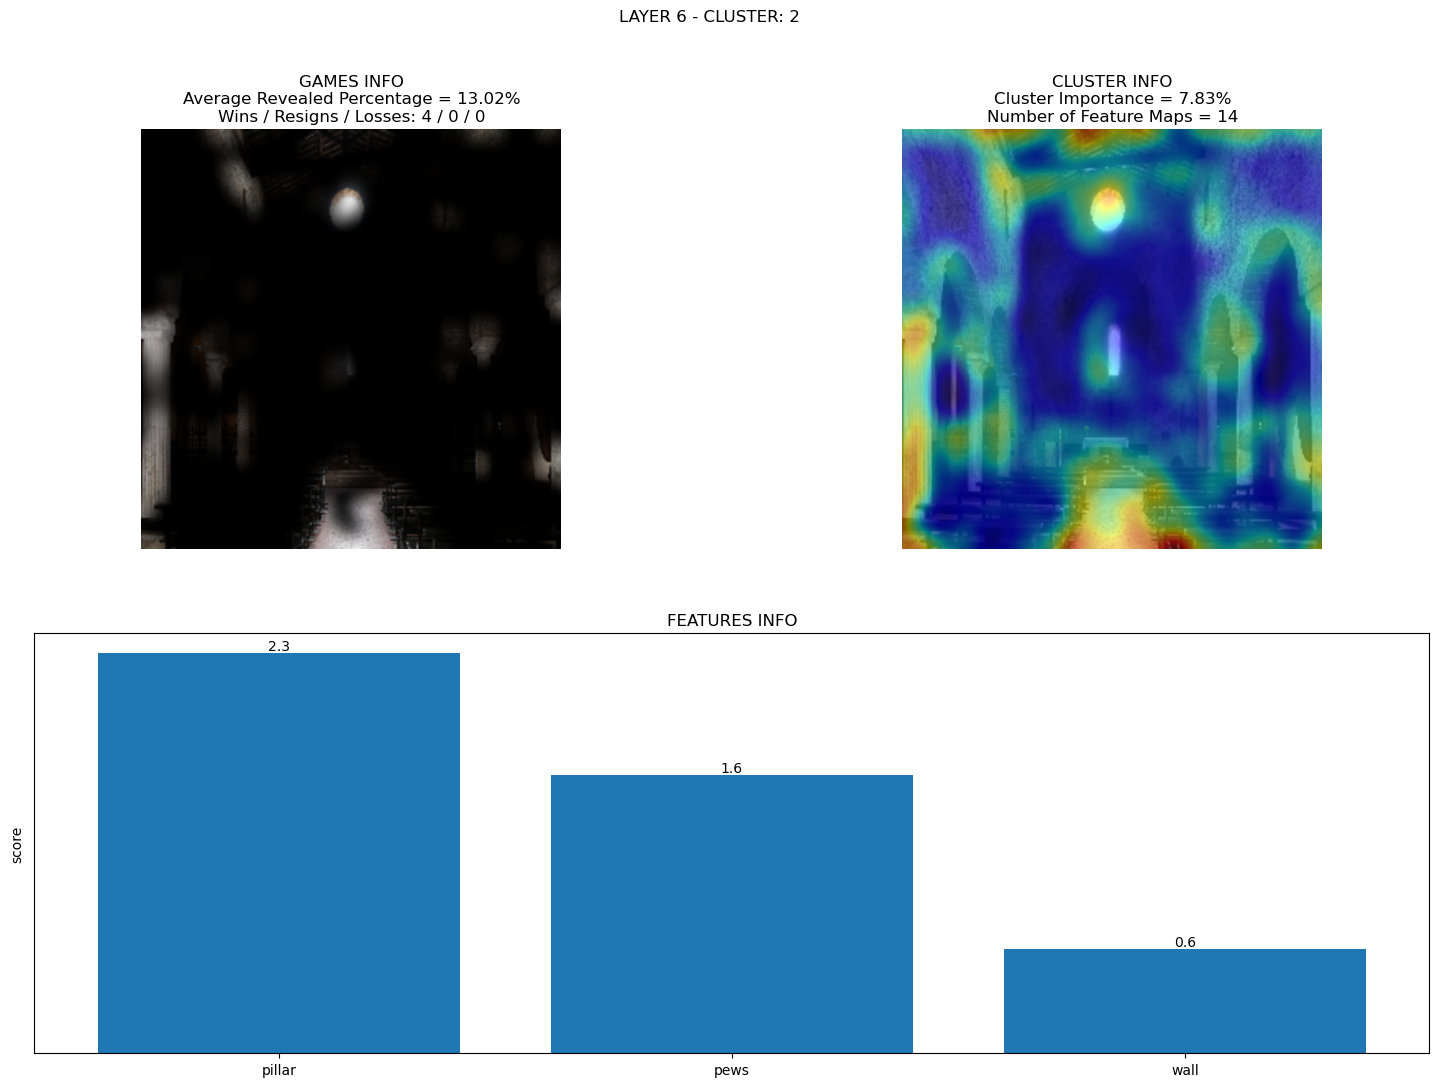 LAYER 6 - CLUSTER: 2
GAMES INFO
Average Revealed Percentage = 13.02%
Wins / Resigns / Losses: 4 / 0 / 0
CLUSTER INFO
Cluster Importance = 7.83%
Number of Feature Maps = 14
FEATURES INFO
score
2.3
1.6
0.6
pillar
pews
wall